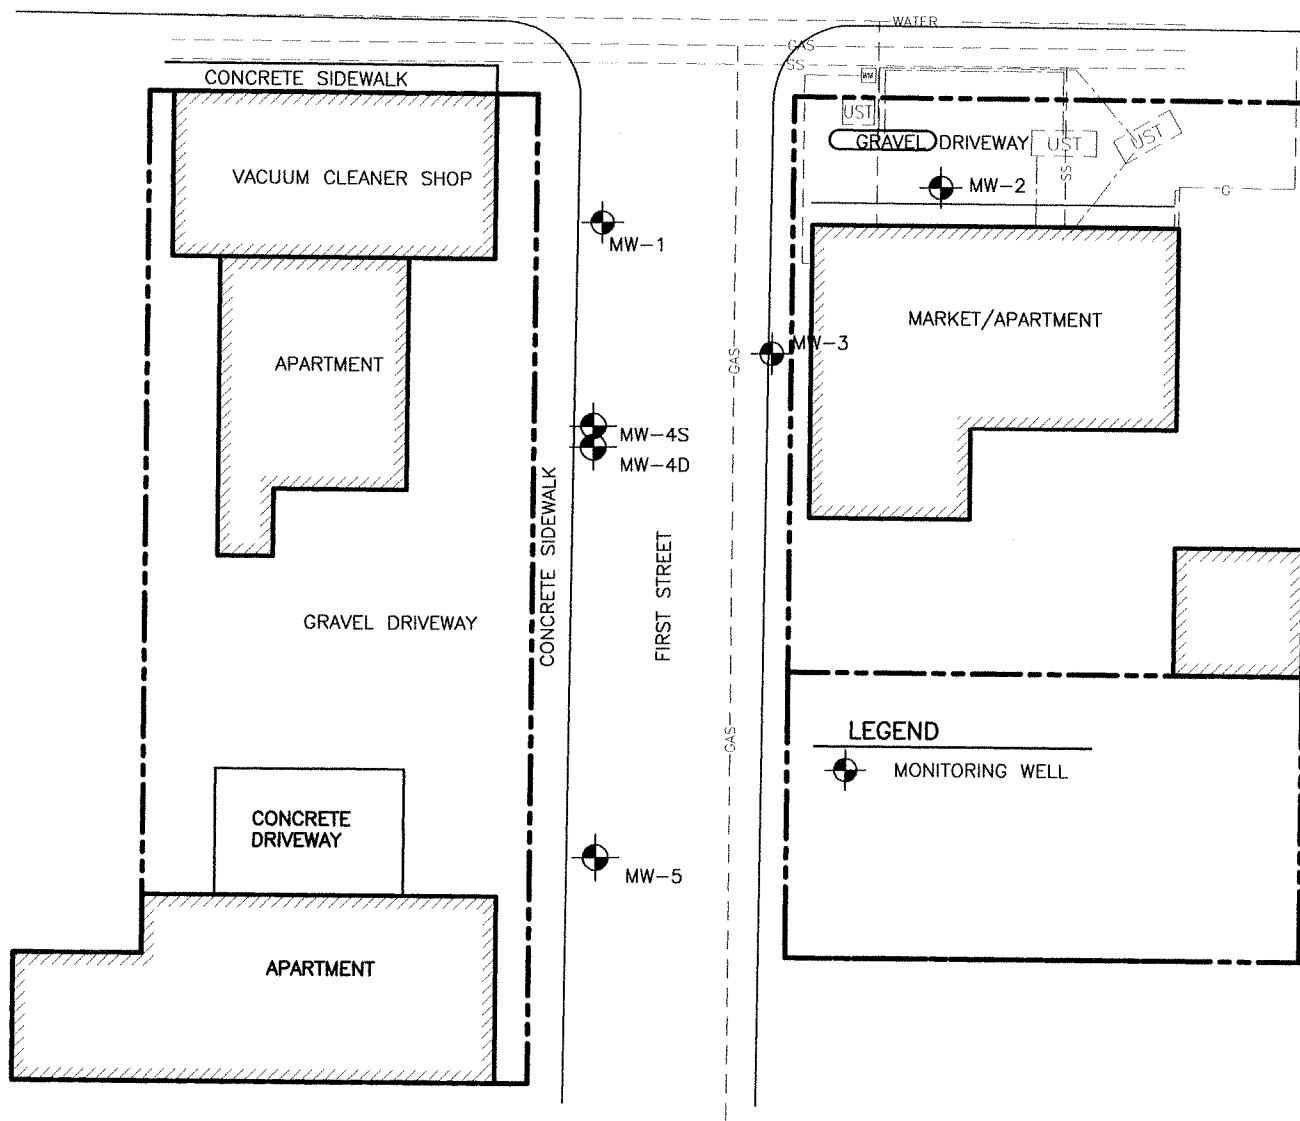 WATER
GAS
SS
CONCRETE SIDEWALK
WM
UST
GRAVEL DRIVEWAY
UST
UST
SS
VACUUM CLEANER SHOP
MW-2
G
MW-1
MARKET/APARTMENT
MW-3
GAS
APARTMENT
MW-4S
MW-4D
CONCRETE SIDEWALK
FIRST STREET
GRAVEL DRIVEWAY
GAS
LEGEND
MONITORING WELL
CONCRETE
DRIVEWAY
MW-5
APARTMENT